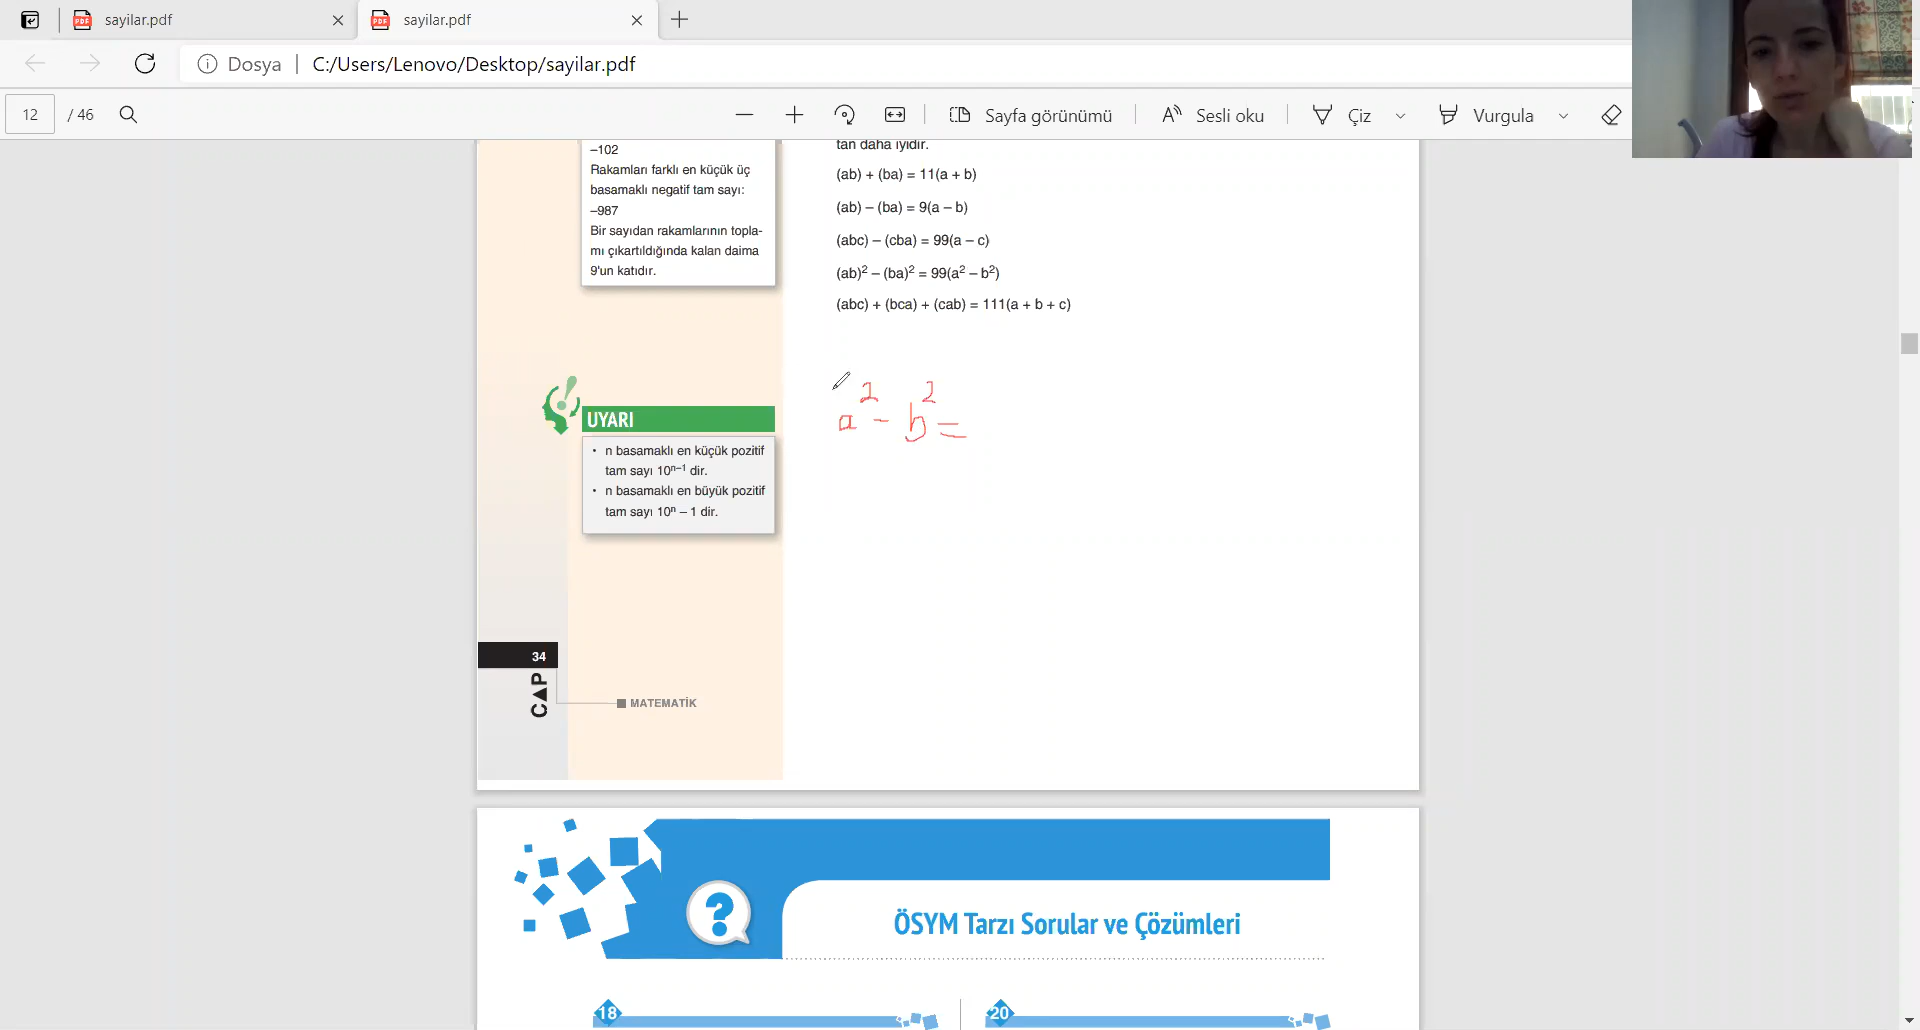 sayilar.pdf
sayilar.pdf
Dosya | C:/Users/Lenovo/Desktop/sayilar.pdf
12 / 46
Sayfa görünümü
Sesli oku
Çiz
Vurgula
–102
Rakamları farklı en küçük üç
basamaklı negatif tam sayı:
–987
Bir sayıdan rakamlarının topla-
mı çıkartıldığında kalan daima
9'un katıdır.
UYARI
• n basamaklı en küçük pozitif
tam sayı 10ⁿ⁻¹ dir.
• n basamaklı en büyük pozitif
tam sayı 10ⁿ – 1 dir.
34
CAP
MATEMATİK
tan daha iyidir.
(ab) + (ba) = 11(a + b)
(ab) – (ba) = 9(a – b)
(abc) – (cba) = 99(a – c)
(ab)² – (ba)² = 99(a² – b²)
(abc) + (bca) + (cab) = 111(a + b + c)
a² - b² =
?
ÖSYM Tarzı Sorular ve Çözümleri
18
20